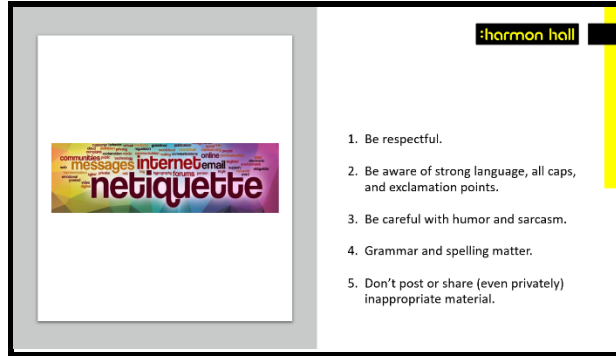 :harmon hall
communities
messages
internet
online
email
forums
netiquette
1. Be respectful.
2. Be aware of strong language, all caps,
and exclamation points.
3. Be careful with humor and sarcasm.
4. Grammar and spelling matter.
5. Don’t post or share (even privately)
inappropriate material.